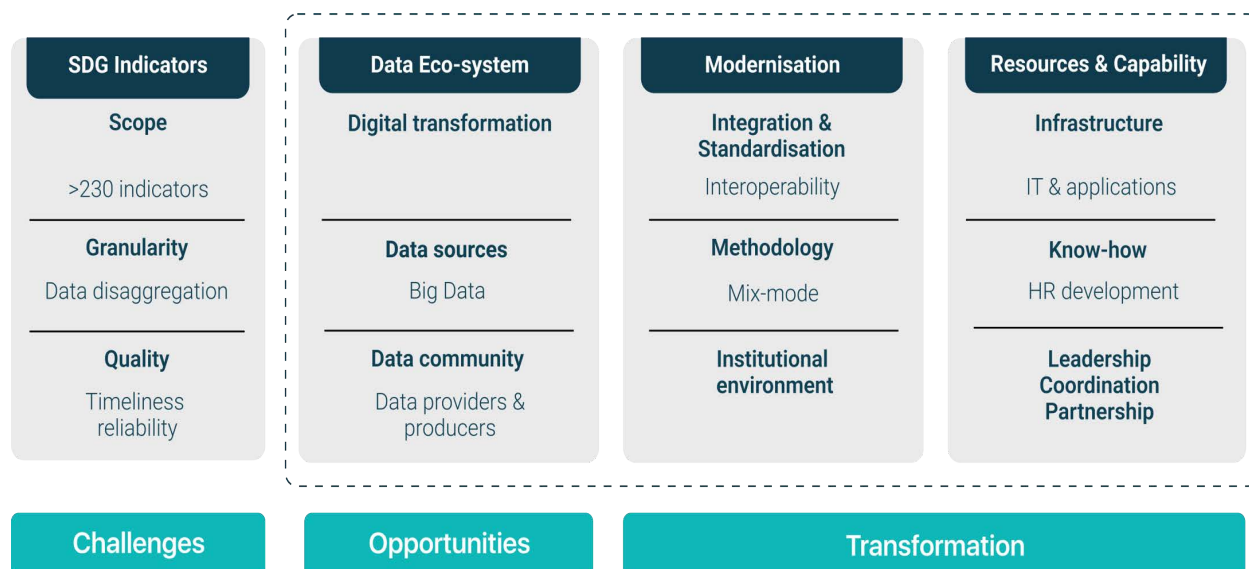 SDG Indicators
Scope
>230 indicators
Granularity
Data disaggregation
Quality
Timeliness
reliability
Data Eco-system
Digital transformation
Data sources
Big Data
Data community
Data providers &
producers
Modernisation
Integration &
Standardisation
Interoperability
Methodology
Mix-mode
Institutional
environment
Resources & Capability
Infrastructure
IT & applications
Know-how
HR development
Leadership
Coordination
Partnership
Challenges
Opportunities
Transformation